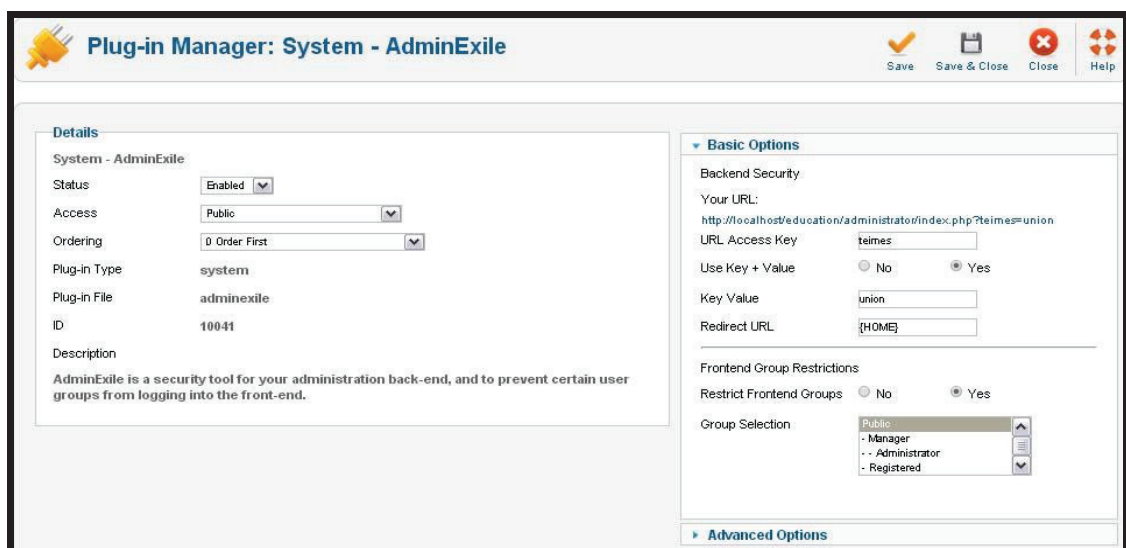 Plug-in Manager: System - AdminExile
Save
Save & Close
Close
Help
Details
System - AdminExile
Status Enabled
Access Public
Ordering 0 Order First
Plug-in Type system
Plug-in File adminexile
ID 10041
Description
AdminExile is a security tool for your administration back-end, and to prevent certain user
groups from logging into the front-end.
Basic Options
Backend Security
Your URL:
http://localhost/education/administrator/index.php?teimes=union
URL Access Key teimes
Use Key + Value No Yes
Key Value union
Redirect URL {HOME}
Frontend Group Restrictions
Restrict Frontend Groups No Yes
Group Selection Public
- Manager
- - Administrator
- Registered
Advanced Options